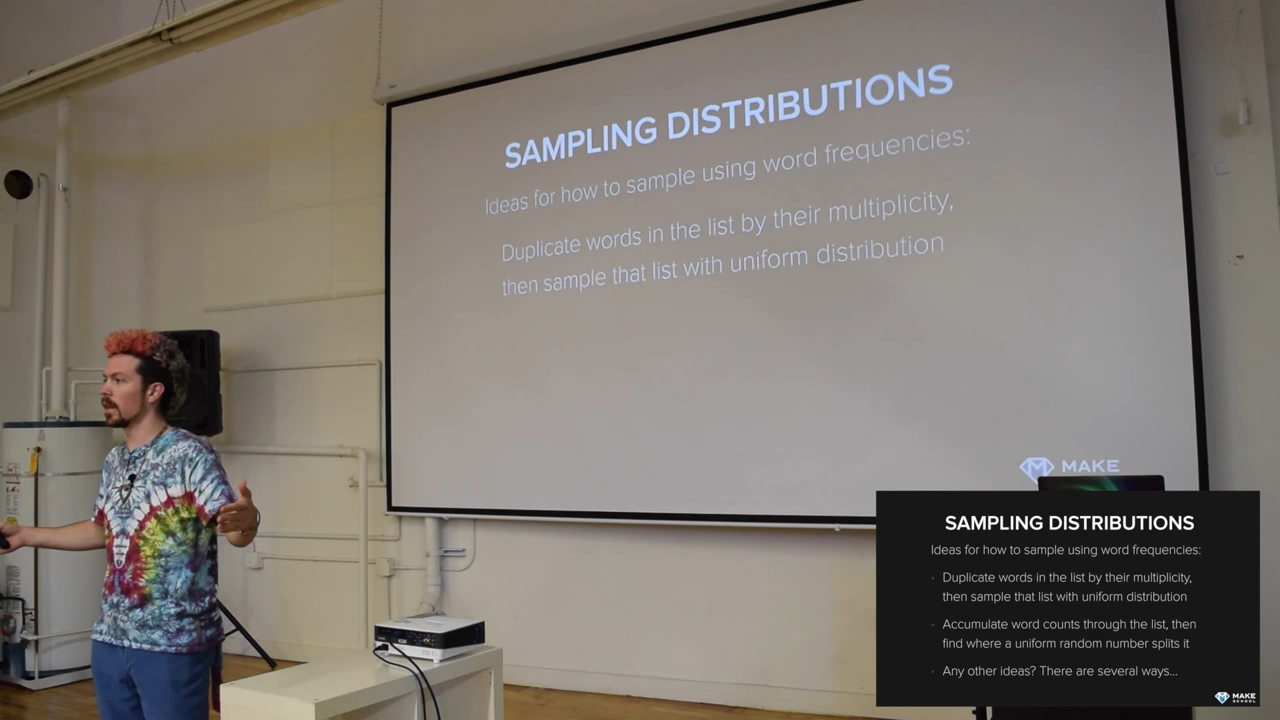 SAMPLING DISTRIBUTIONS
Ideas for how to sample using word frequencies:
Duplicate words in the list by their multiplicity,
then sample that list with uniform distribution
MAKE
SAMPLING DISTRIBUTIONS
Ideas for how to sample using word frequencies:
· Duplicate words in the list by their multiplicity,
then sample that list with uniform distribution
· Accumulate word counts through the list, then
find where a uniform random number splits it
· Any other ideas? There are several ways...
MAKE
SCHOOL